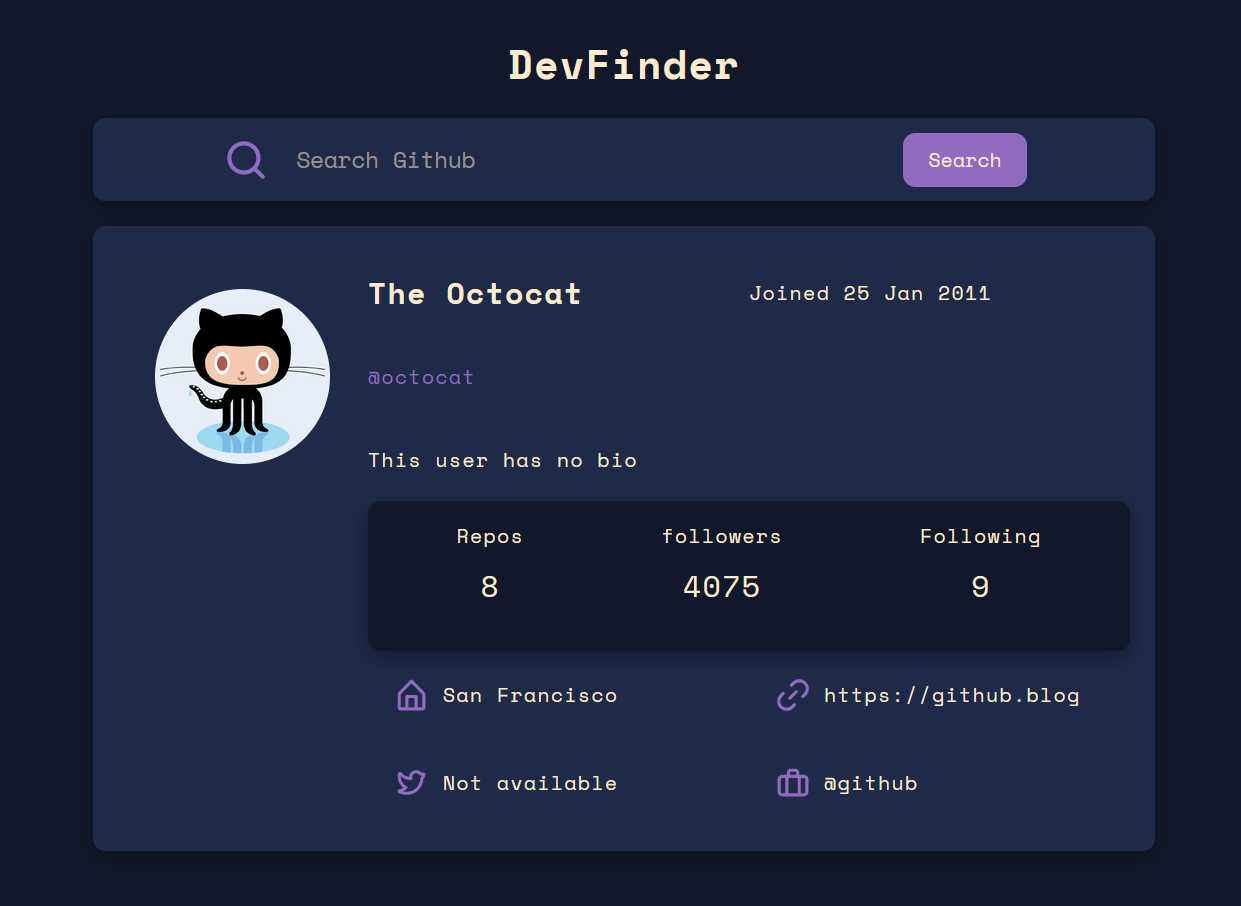 DevFinder
Search Github
Search
The Octocat
Joined 25 Jan 2011
@octocat
This user has no bio
Repos
followers
Following
8
4075
9
San Francisco
https://github.blog
Not available
@github